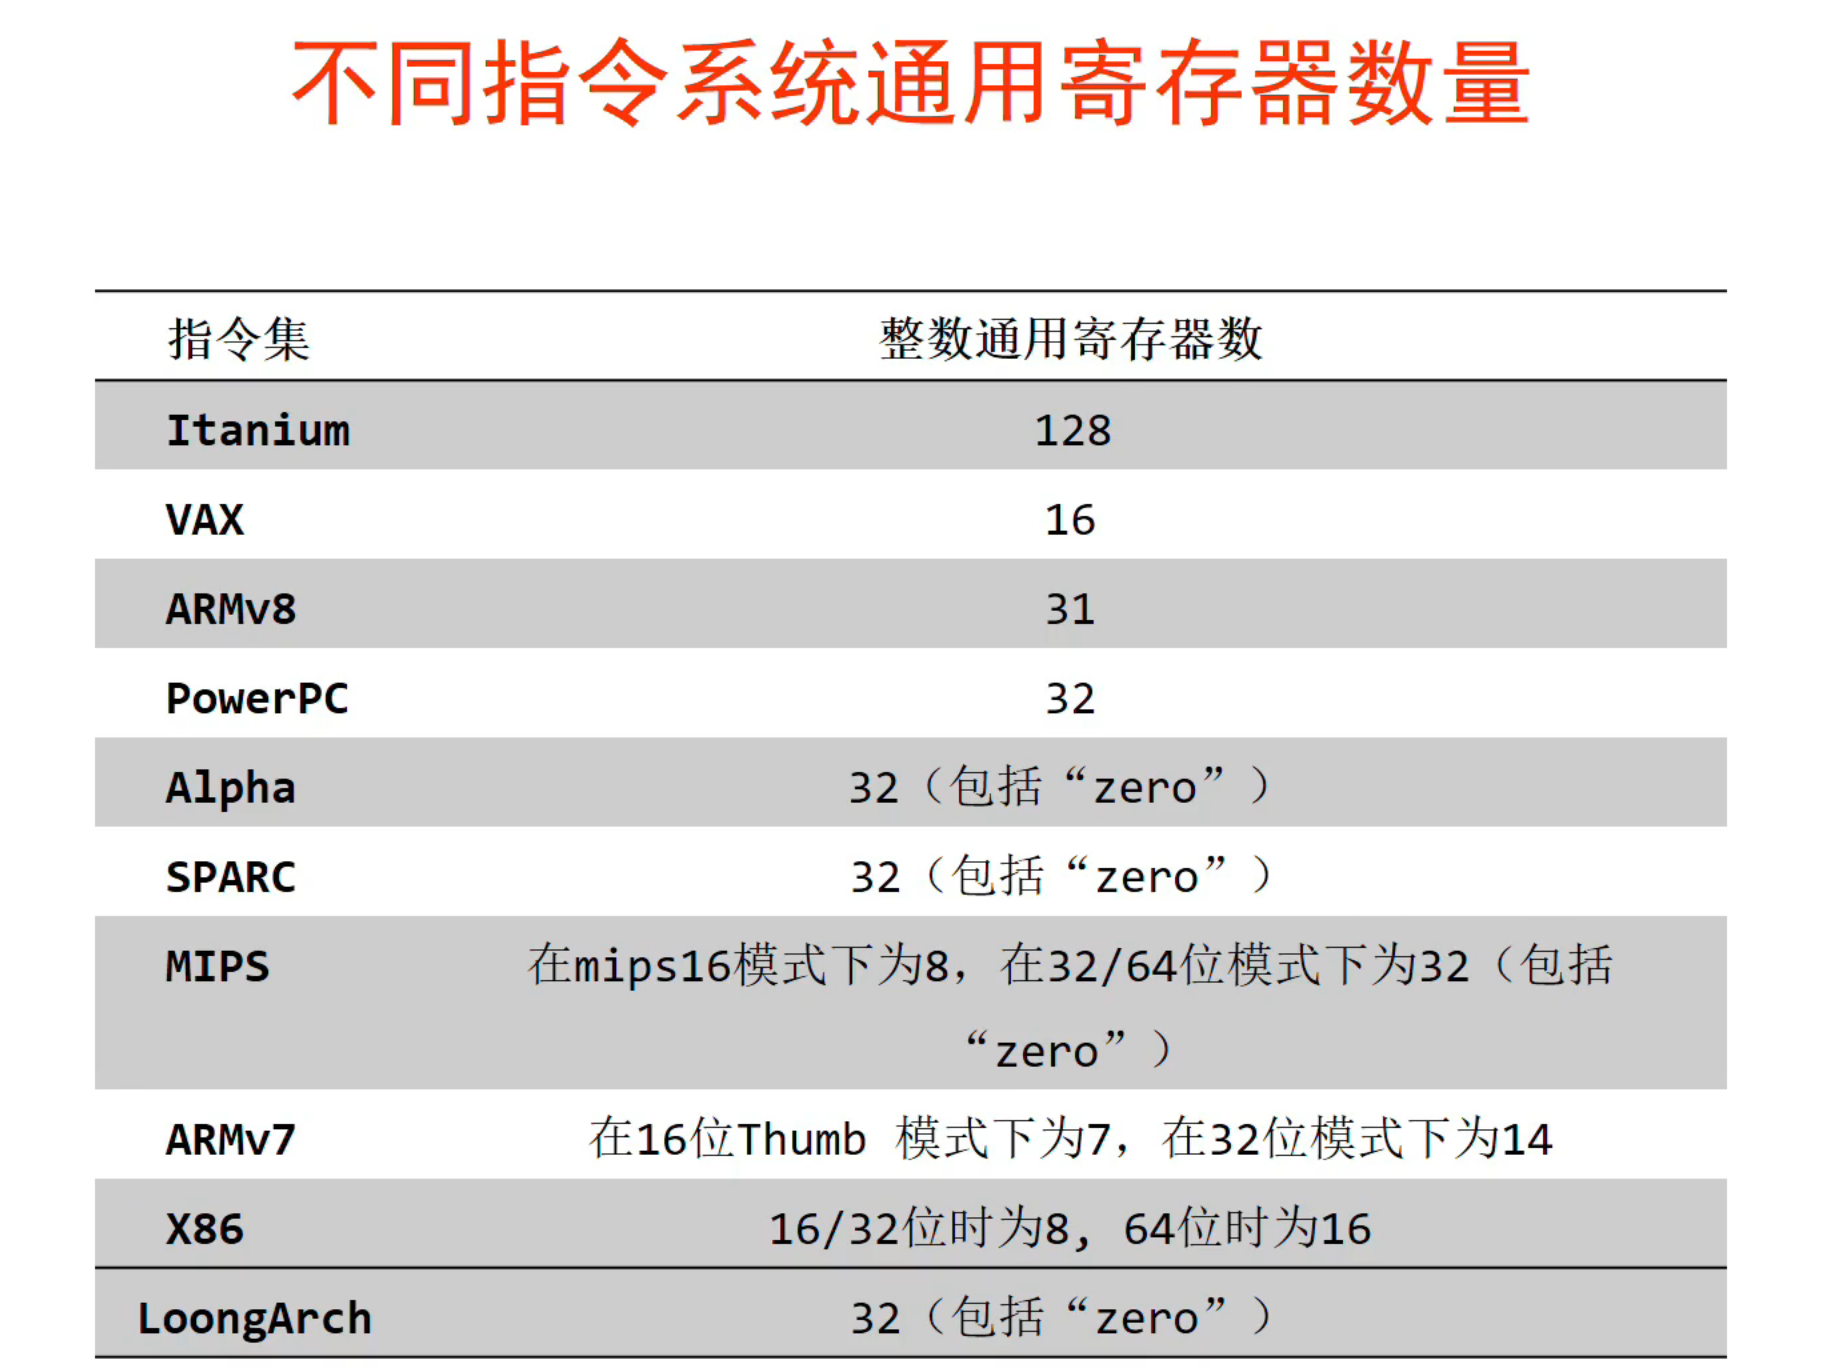 不同指令系统通用寄存器数量
指令集 整数通用寄存器数
Itanium 128
VAX 16
ARMv8 31
PowerPC 32
Alpha 32（包括“zero”）
SPARC 32（包括“zero”）
MIPS 在mips16模式下为8，在32/64位模式下为32（包括
“zero”）
ARMv7 在16位Thumb 模式下为7，在32位模式下为14
X86 16/32位时为8, 64位时为16
LoongArch 32（包括“zero”）